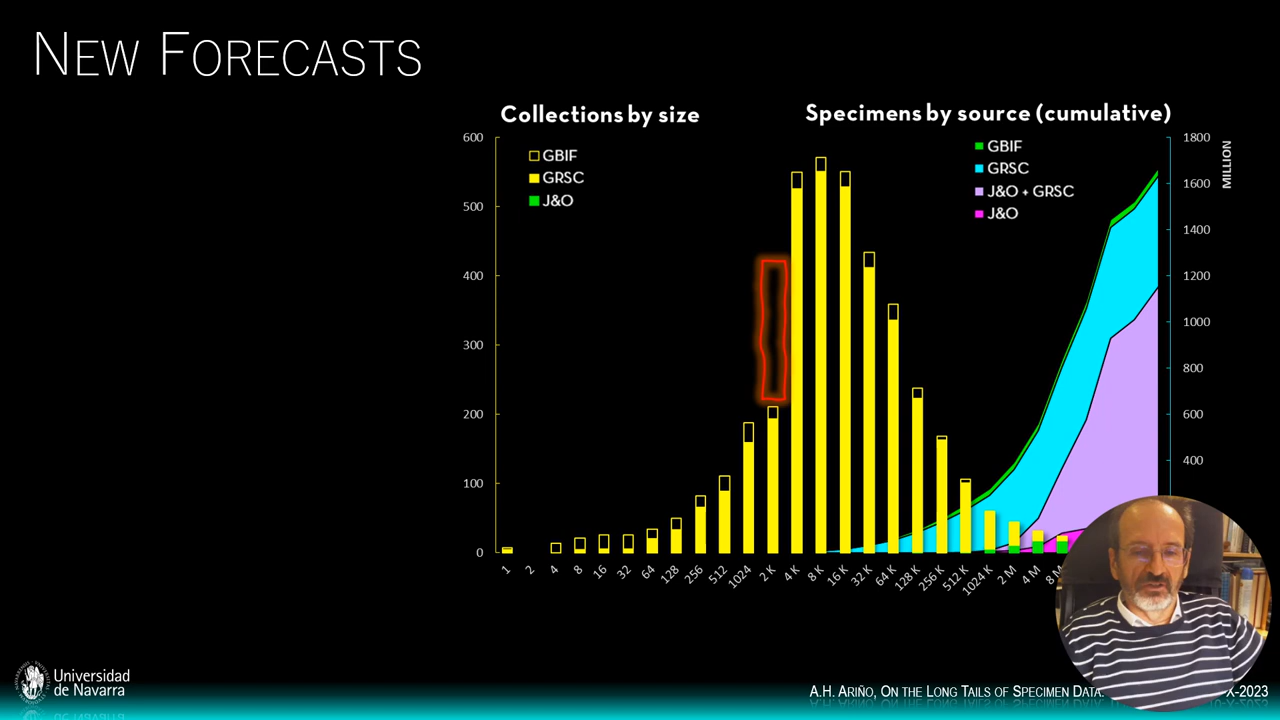 NEW FORECASTS
Collections by size
GBIF
GRSC
J&O
Specimens by source (cumulative)
GBIF
GRSC
J&O + GRSC
J&O
600
500
400
300
200
100
0
1800
1600
1400
1200
1000
800
600
400
MILLION
1 2 4 8 16 32 64 128 256 512 1024 2 K 4 K 8 K 16 K 32 K 64 K 128 K 256 K 512 K 1024 K 2 M 4 M 8 M
Universidad
de Navarra
A.H. ARIÑO, ON THE LONG TAILS OF SPECIMEN DATA. X-2023